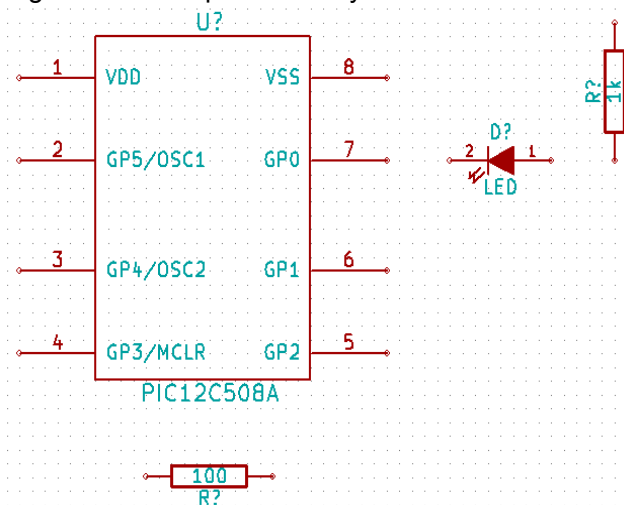 U?
1 VDD VSS 8
2 GP5/OSC1 GP0 7
3 GP4/OSC2 GP1 6
4 GP3/MCLR GP2 5
PIC12C508A
D?
2 1
LED
R?
1k
100
R?